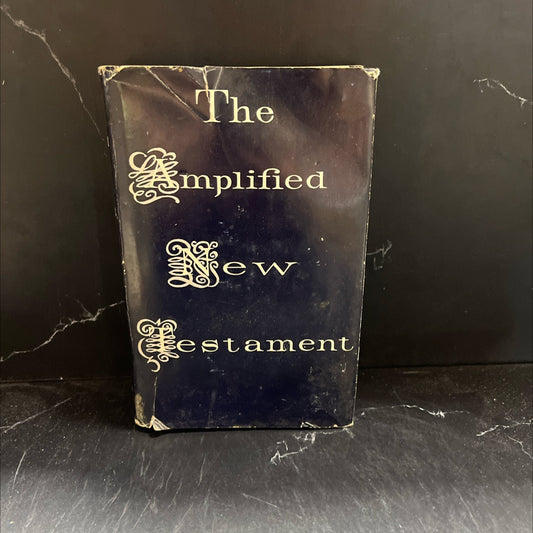 The
Amplified
New
Testament